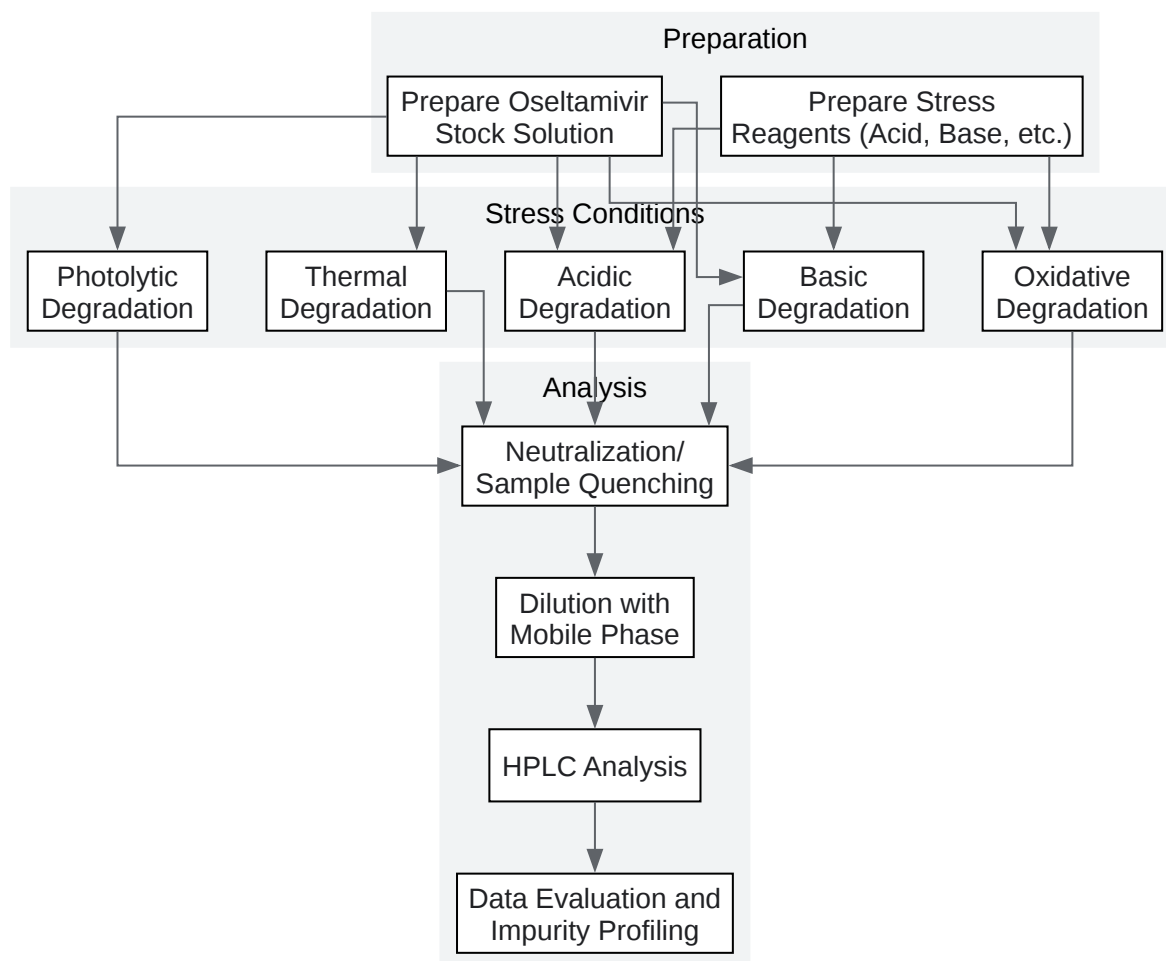 Preparation
Prepare Oseltamivir
Stock Solution
Prepare Stress
Reagents (Acid, Base, etc.)
Stress Conditions
Photolytic
Degradation
Thermal
Degradation
Acidic
Degradation
Basic
Degradation
Oxidative
Degradation
Analysis
Neutralization/
Sample Quenching
Dilution with
Mobile Phase
HPLC Analysis
Data Evaluation and
Impurity Profiling